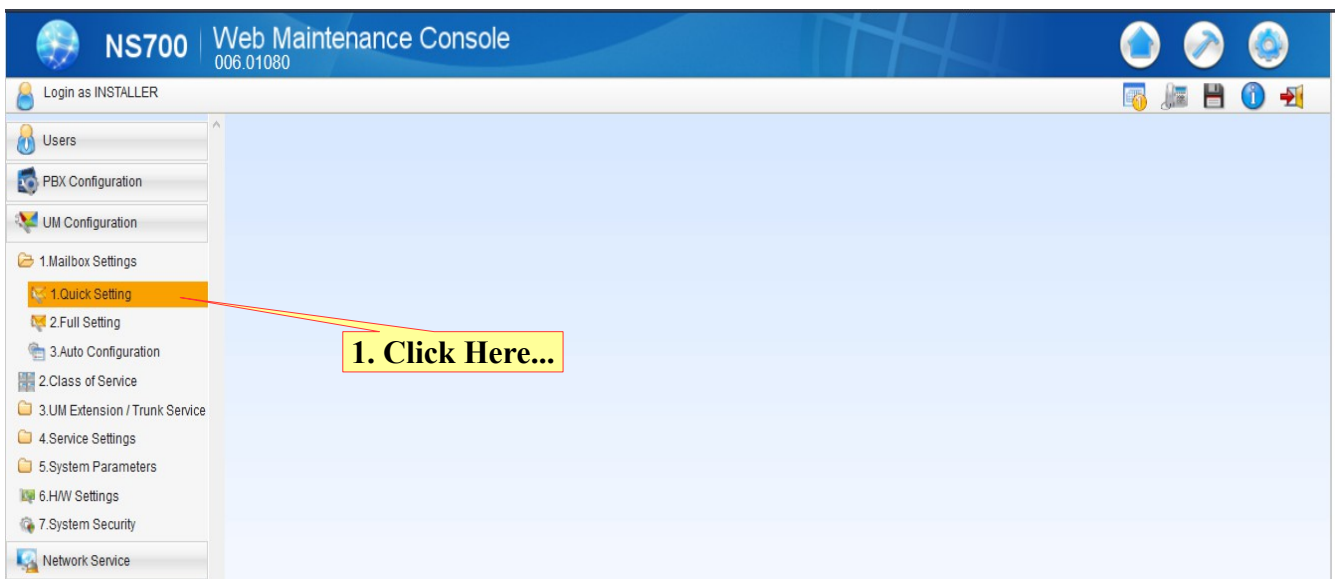 NS700
Web Maintenance Console
006.01080
Login as INSTALLER
Users
PBX Configuration
UM Configuration
1.Mailbox Settings
1.Quick Setting
2.Full Setting
3.Auto Configuration
2.Class of Service
3.UM Extension / Trunk Service
4.Service Settings
5.System Parameters
6.H/W Settings
7.System Security
Network Service
1. Click Here...